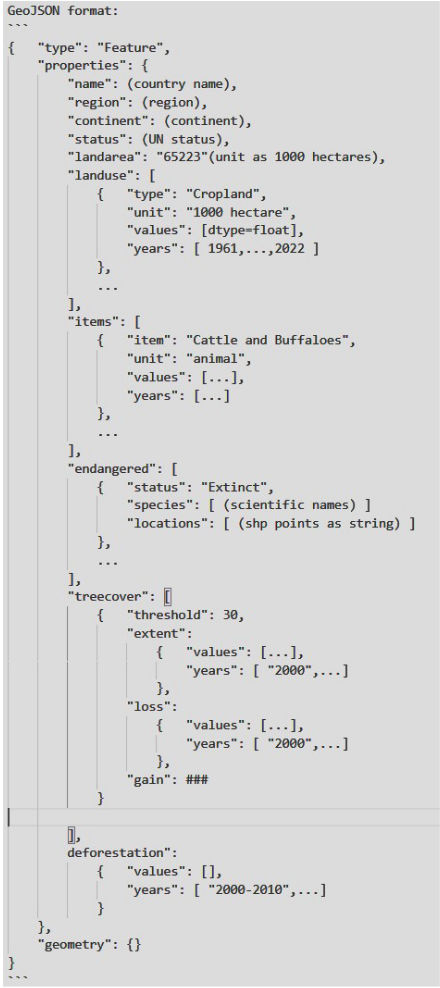 GeoJSON format:
```
{   "type": "Feature",
    "properties": {
        "name": (country name),
        "region": (region),
        "continent": (continent),
        "status": (UN status),
        "landarea": "65223"(unit as 1000 hectares),
        "landuse": [
            {   "type": "Cropland",
                "unit": "1000 hectare",
                "values": [dtype=float],
                "years": [ 1961,...,2022 ]
            },
            ...
        ],
        "items": [
            {   "item": "Cattle and Buffaloes",
                "unit": "animal",
                "values": [...],
                "years": [...]
            },
            ...
        ],
        "endangered": [
            {   "status": "Extinct",
                "species": [ (scientific names) ]
                "locations": [ (shp points as string) ]
            },
            ...
        ],
        "treecover": [
            {   "threshold": 30,
                "extent":
                    {   "values": [...],
                        "years": [ "2000",...]
                    },
                "loss":
                    {   "values": [...],
                        "years": [ "2000",...]
                    },
                "gain": ###
            }
        ],
        deforestation":
            {   "values": [],
                "years": [ "2000-2010",...]
            }
    },
    "geometry": {}
}
```